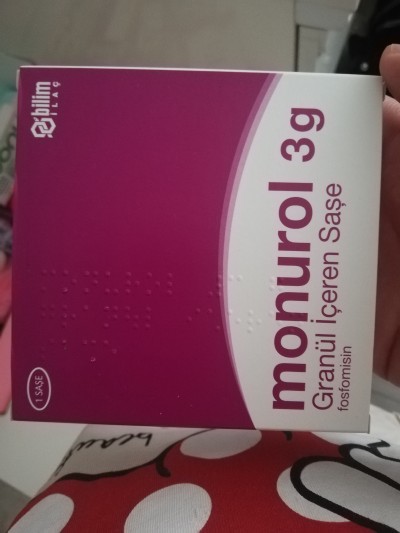 bilim
İLAÇ
monurol 3g
Granül İçeren Saşe
fosfomisin
1 SAŞE